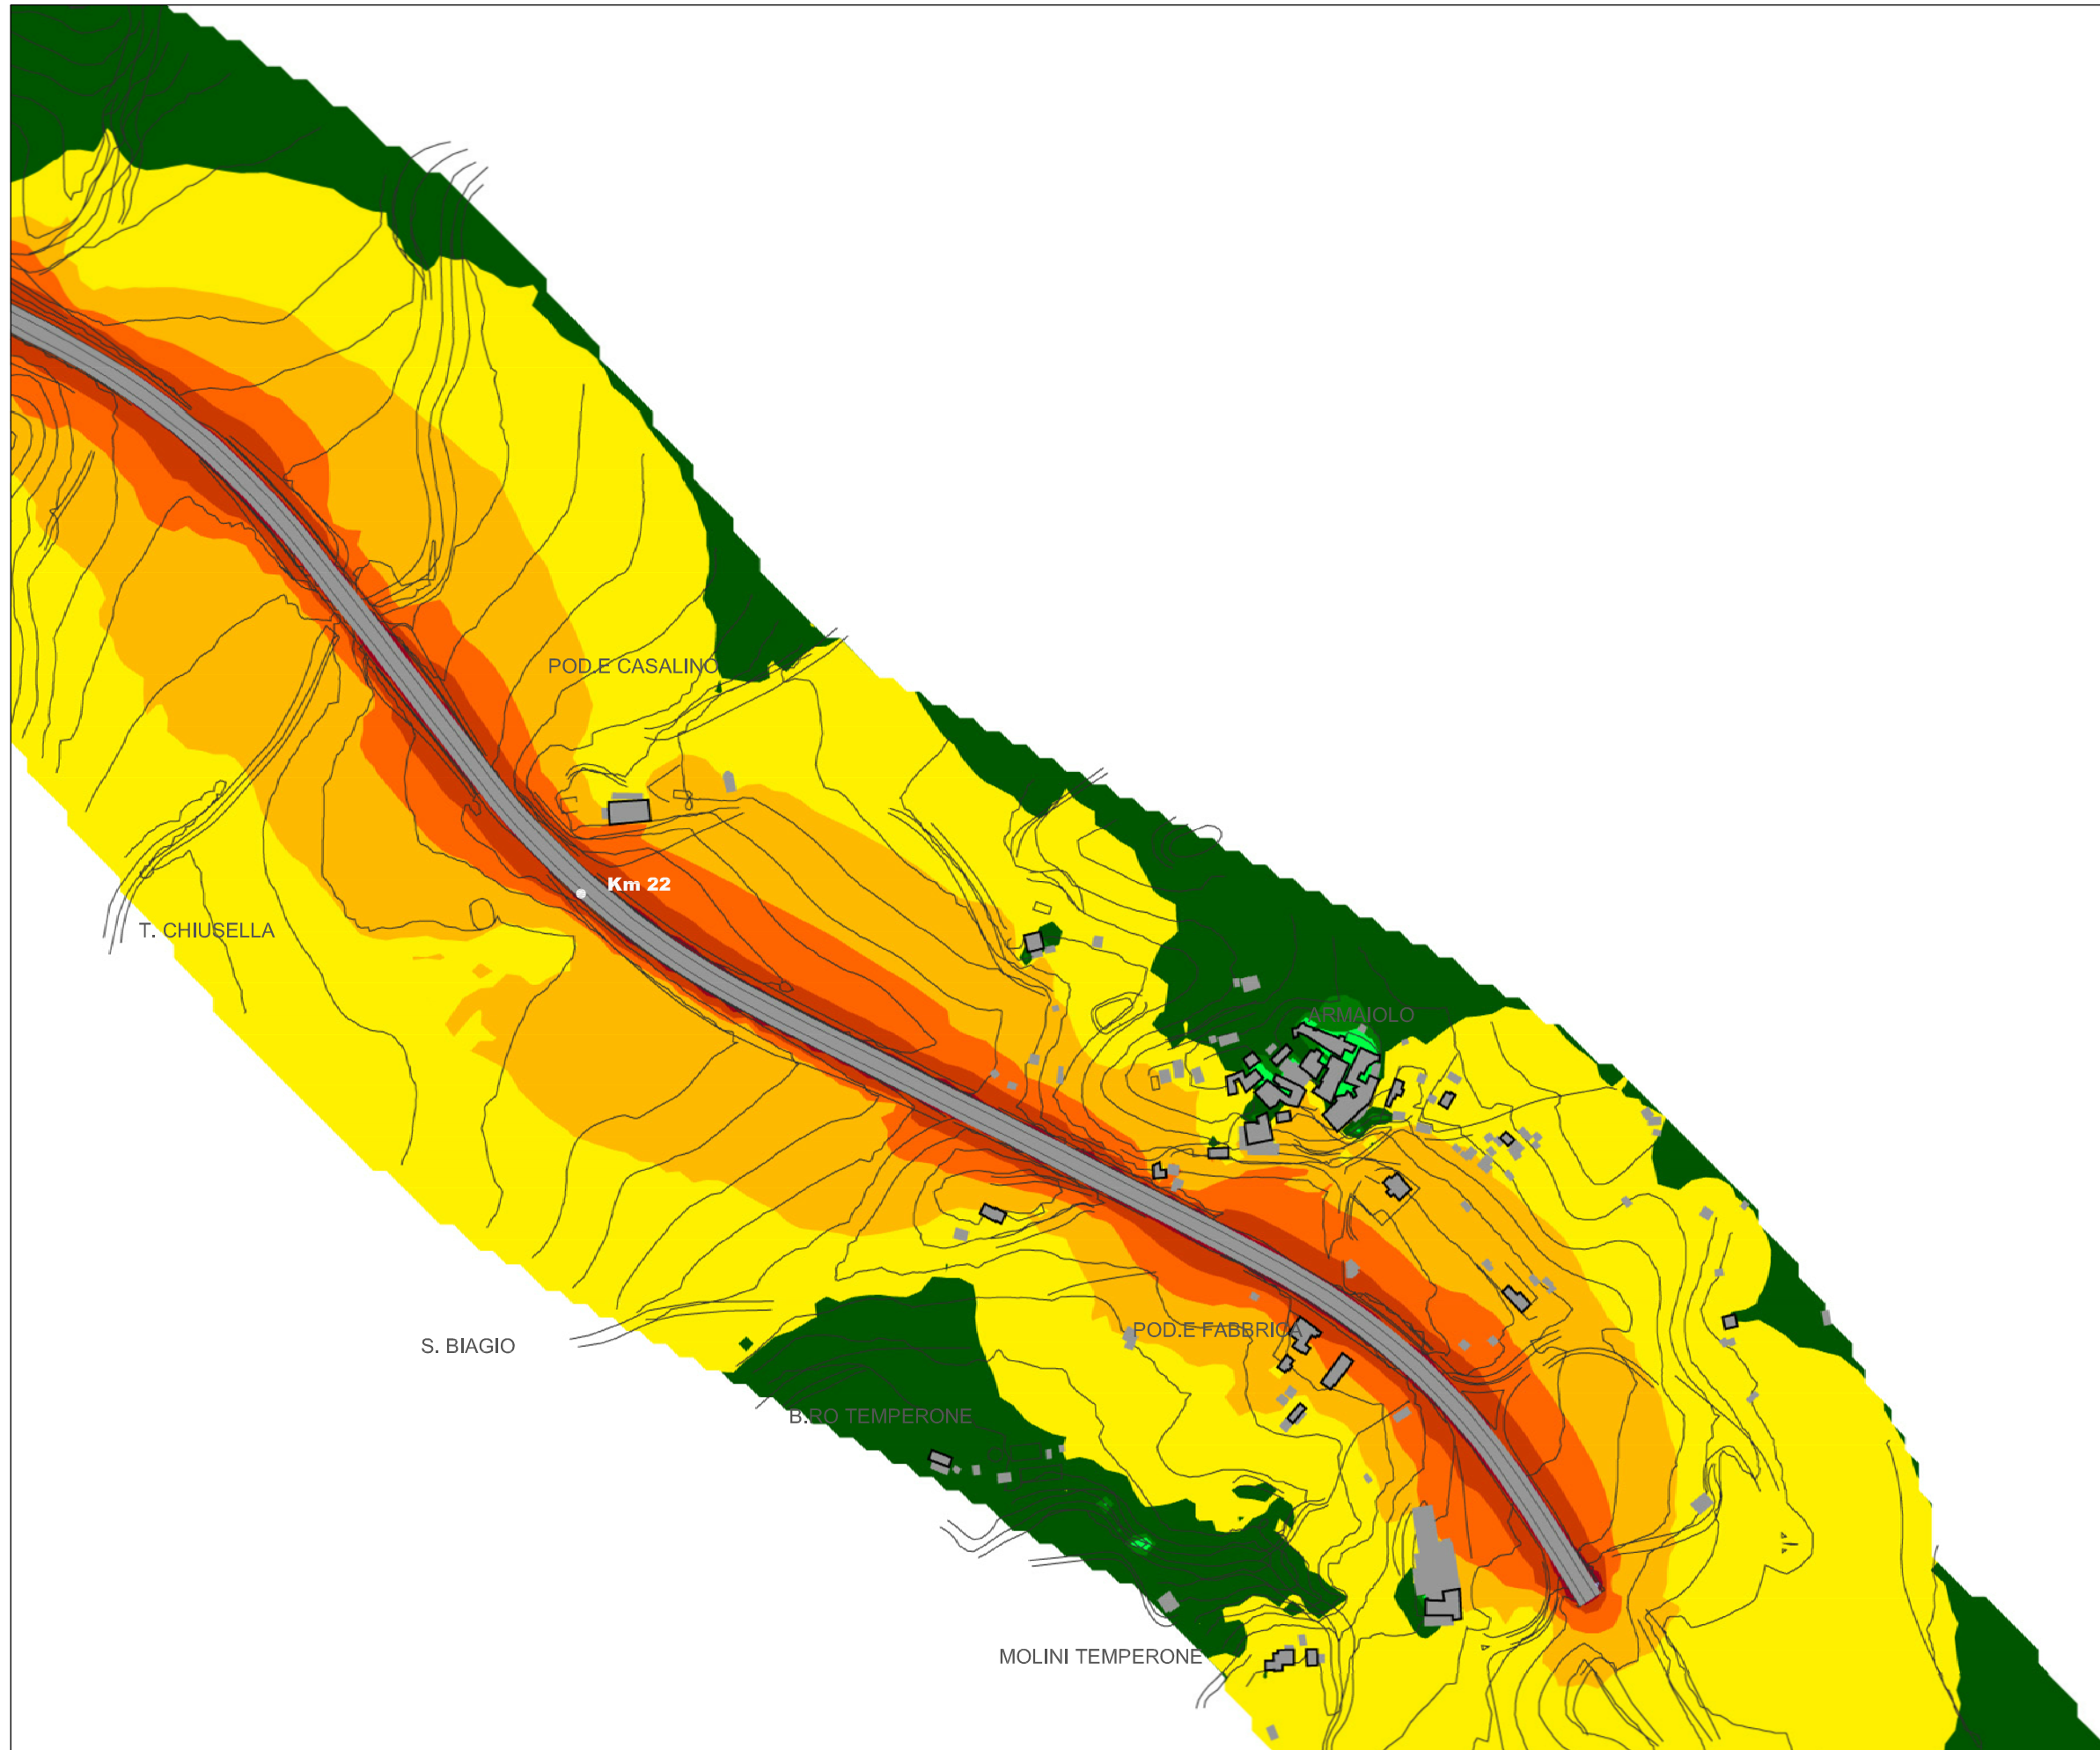 POD.E CASALINO
Km 22
T. CHIUSELLA
ARMAIOLO
POD.E FABBRICA
S. BIAGIO
B.RO TEMPERONE
MOLINI TEMPERONE